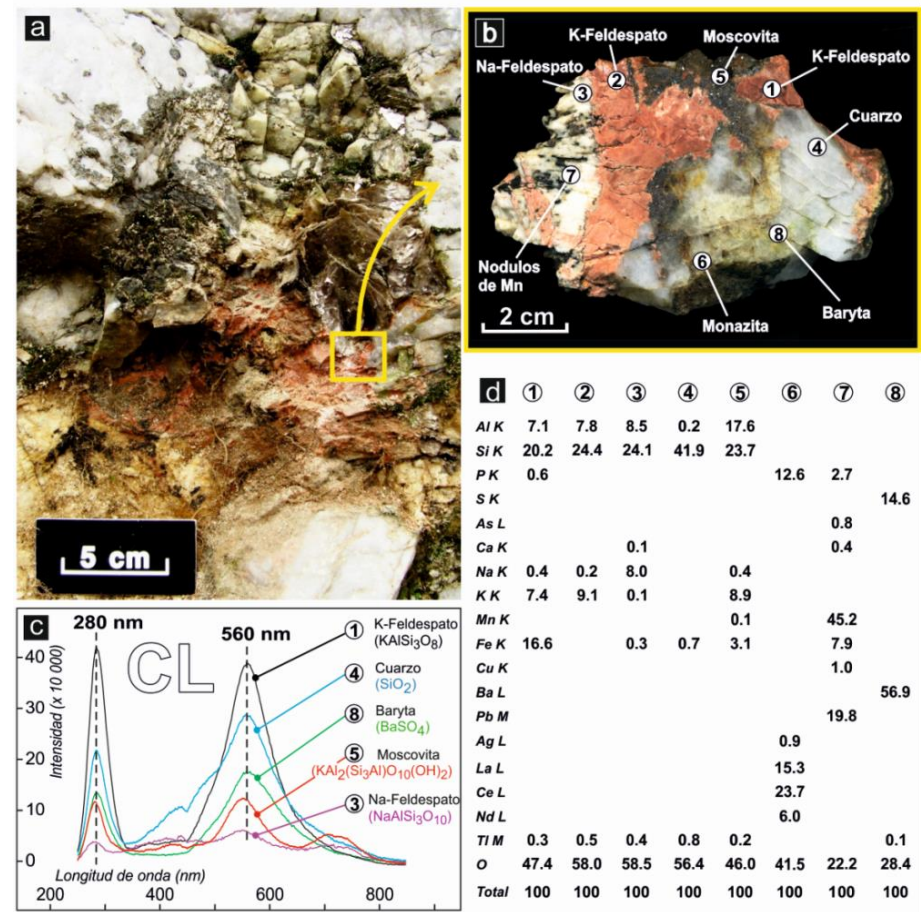 a
5 cm
b
K-Feldespato
②
Moscovita
⑤
K-Feldespato
①
Na-Feldespato
③
Cuarzo
④
⑦
⑧
⑥
Nodulos
de Mn
Baryta
Monazita
2 cm
c
280 nm
CL
560 nm
Intensidad (x 10 000)
40
30
20
10
0
① K-Feldespato
(KAlSi3O8)
④ Cuarzo
(SiO2)
⑧ Baryta
(BaSO4)
⑤ Moscovita
(KAl2(Si3Al)O10(OH)2)
③ Na-Feldespato
(NaAlSi3O10)
Longitud de onda (nm)
200 400 600 800
d ① ② ③ ④ ⑤ ⑥ ⑦ ⑧
Al K 7.1 7.8 8.5 0.2 17.6
Si K 20.2 24.4 24.1 41.9 23.7
P K 0.6 12.6 2.7
S K 14.6
As L 0.8
Ca K 0.1 0.4
Na K 0.4 0.2 8.0 0.4
K K 7.4 9.1 0.1 8.9
Mn K 0.1 45.2
Fe K 16.6 0.3 0.7 3.1 7.9
Cu K 1.0
Ba L 56.9
Pb M 19.8
Ag L 0.9
La L 15.3
Ce L 23.7
Nd L 6.0
Tl M 0.3 0.5 0.4 0.8 0.2 0.1
O 47.4 58.0 58.5 56.4 46.0 41.5 22.2 28.4
Total 100 100 100 100 100 100 100 100